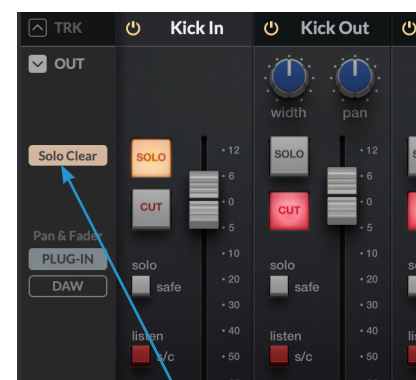 TRK
Kick In
Kick Out
OUT
width
pan
Solo Clear
SOLO
12
SOLO
12
6
6
CUT
0
CUT
0
5
5
Pan & Fader
PLUG-IN
10
10
solo
solo
DAW
safe
20
safe
20
30
30
listen
40
listen
40
s/c
50
s/c
50